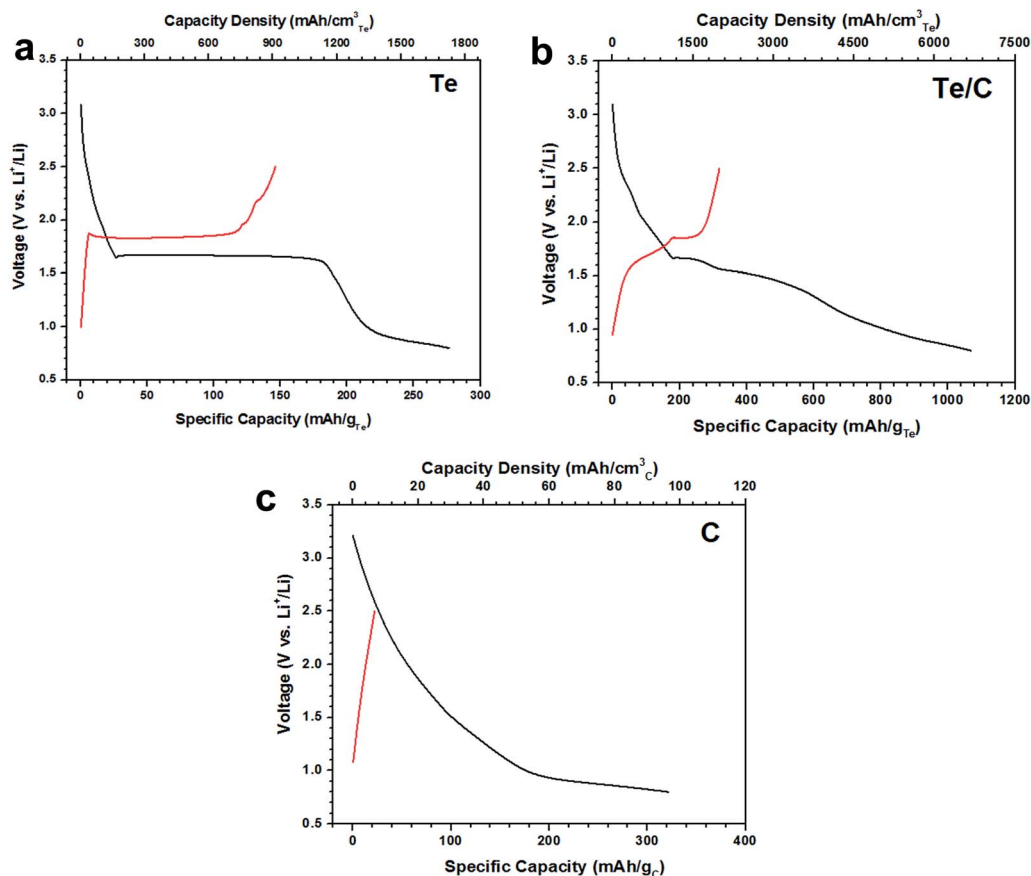 Capacity Density (mAh/cm³Te)
0 300 600 900 1200 1500 1800
a
Te
3.5
3.0
2.5
2.0
1.5
1.0
0.5
Voltage (V vs. Li⁺/Li)
0 50 100 150 200 250 300
Specific Capacity (mAh/gTe)
Capacity Density (mAh/cm³Te)
0 1500 3000 4500 6000 7500
b
Te/C
3.5
3.0
2.5
2.0
1.5
1.0
0.5
Voltage (V vs. Li⁺/Li)
0 200 400 600 800 1000 1200
Specific Capacity (mAh/gTe)
Capacity Density (mAh/cm³C)
0 20 40 60 80 100 120
c
C
3.5
3.0
2.5
2.0
1.5
1.0
0.5
Voltage (V vs. Li⁺/Li)
0 100 200 300 400
Specific Capacity (mAh/gC)